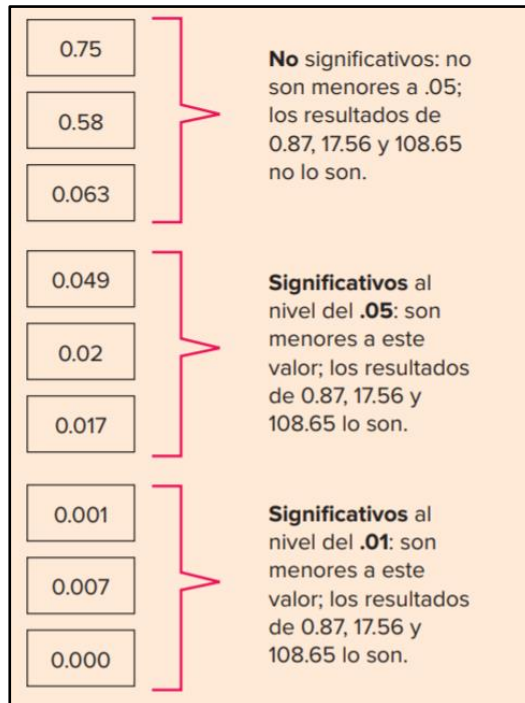 0.75
0.58
0.063
No significativos: no
son menores a .05;
los resultados de
0.87, 17.56 y 108.65
no lo son.
0.049
0.02
0.017
Significativos al
nivel del .05: son
menores a este
valor; los resultados
de 0.87, 17.56 y
108.65 lo son.
0.001
0.007
0.000
Significativos al
nivel del .01: son
menores a este
valor; los resultados
de 0.87, 17.56 y
108.65 lo son.